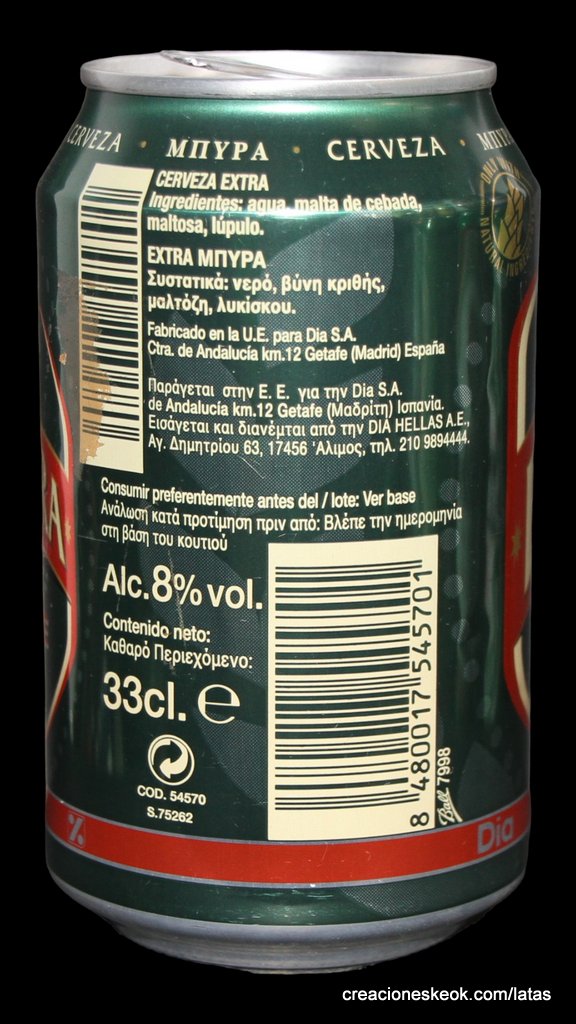 CERVEZA · ΜΠΥΡΑ · CERVEZA ·
CERVEZA EXTRA
Ingredientes: agua, malta de cebada,
maltosa, lúpulo.
EXTRA ΜΠΥΡΑ
Συστατικά: νερό, βύνη κριθής,
μαλτόζη, λυκίσκου.
Fabricado en la U.E. para Dia S.A.
Ctra. de Andalucía km.12 Getafe (Madrid) España
Παράγεται στην Ε. Ε. για την Dia S.A.
de Andalucía km.12 Getafe (Μαδρίτη) Ισπανία.
Εισάγεται και διανέμται από την DIA HELLAS A.E.,
Αγ. Δημητρίου 63, 17456 'Αλιμος, τηλ. 210 9894444.
Consumir preferentemente antes del / lote: Ver base
Ανάλωση κατά προτίμηση πριν από: Βλέπε την ημερομηνία
στη βάση του κουτιού
Alc. 8% vol.
Contenido neto:
Καθαρό Περιεχόμενο:
33cl. e
COD. 54570
S.75262
8 480017 545701
Ball 7998
% Dia
creacioneskeok.com/latas